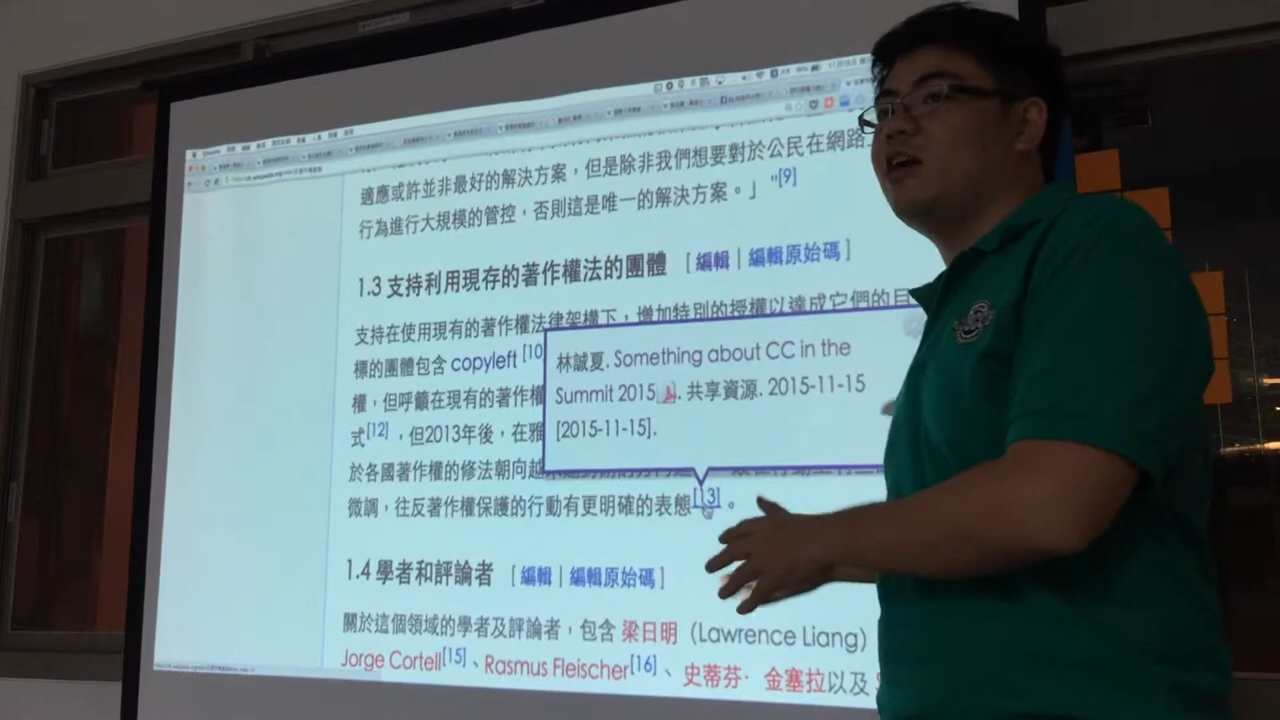 適應或許並非最好的解決方案，但是除非我們想要對於公民在網路
行為進行大規模的管控，否則這是唯一的解決方案。」"[9]
1.3 支持利用現存的著作權法的團體 [編輯 | 編輯原始碼]
支持在使用現有的著作權法律架構下，增加特別的授權以達成它們的目
標的團體包含 copyleft [10
權，但呼籲在現有的著作權
式[12]，但2013年後，在雅
於各國著作權的修法朝向越
微調，往反著作權保護的行動有更明確的表態[13]。
林誠夏. Something about CC in the
Summit 2015. 共享資源. 2015-11-15
[2015-11-15].
1.4 學者和評論者 [編輯 | 編輯原始碼]
關於這個領域的學者及評論者，包含 梁日明（Lawrence Liang）
Jorge Cortell[15]、Rasmus Fleischer[16]、史蒂芬· 金塞拉以及